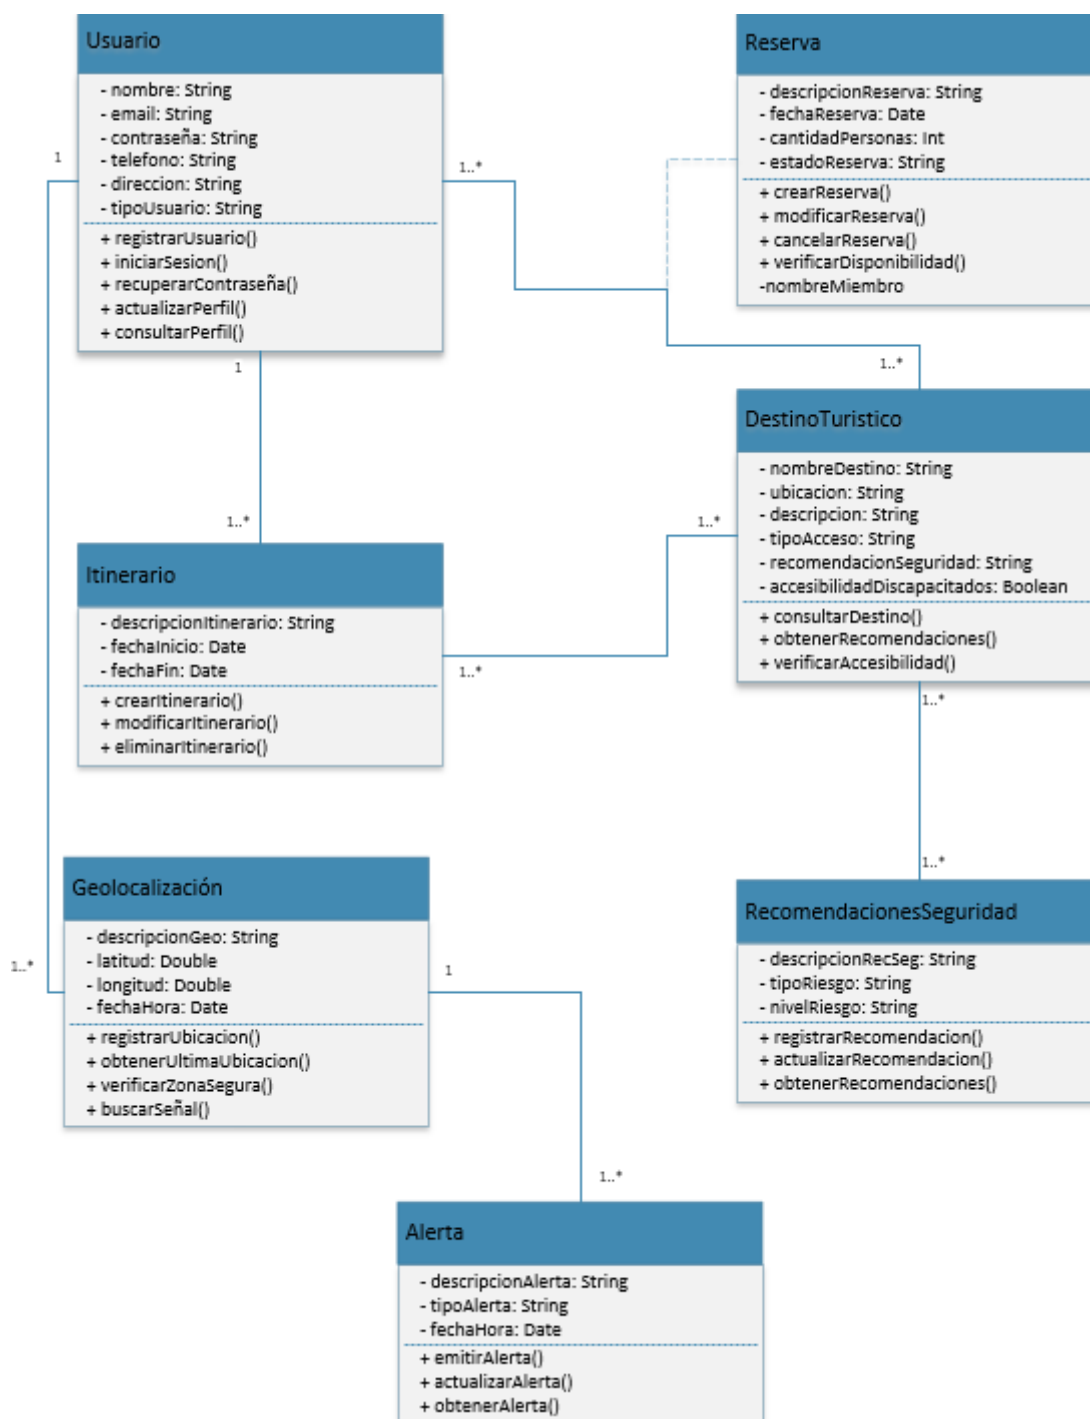 Usuario
- nombre: String
- email: String
- contraseña: String
- telefono: String
- direccion: String
- tipoUsuario: String
+ registrarUsuario()
+ iniciarSesion()
+ recuperarContraseña()
+ actualizarPerfil()
+ consultarPerfil()
Reserva
- descripcionReserva: String
- fechaReserva: Date
- cantidadPersonas: Int
- estadoReserva: String
+ crearReserva()
+ modificarReserva()
+ cancelarReserva()
+ verificarDisponibilidad()
-nombreMiembro
1
1..*
1
1..*
1..*
1..*
1..*
DestinoTuristico
- nombreDestino: String
- ubicacion: String
- descripcion: String
- tipoAcceso: String
- recomendacionSeguridad: String
- accesibilidadDiscapacitados: Boolean
+ consultarDestino()
+ obtenerRecomendaciones()
+ verificarAccesibilidad()
Itinerario
- descripcionItinerario: String
- fechaInicio: Date
- fechaFin: Date
+ crearItinerario()
+ modificarItinerario()
+ eliminarItinerario()
1..*
1..*
Geolocalización
- descripcionGeo: String
- latitud: Double
- longitud: Double
- fechaHora: Date
+ registrarUbicacion()
+ obtenerUltimaUbicacion()
+ verificarZonaSegura()
+ buscarSeñal()
1..*
1
RecomendacionesSeguridad
- descripcionRecSeg: String
- tipoRiesgo: String
- nivelRiesgo: String
+ registrarRecomendacion()
+ actualizarRecomendacion()
+ obtenerRecomendaciones()
1..*
Alerta
- descripcionAlerta: String
- tipoAlerta: String
- fechaHora: Date
+ emitirAlerta()
+ actualizarAlerta()
+ obtenerAlerta()